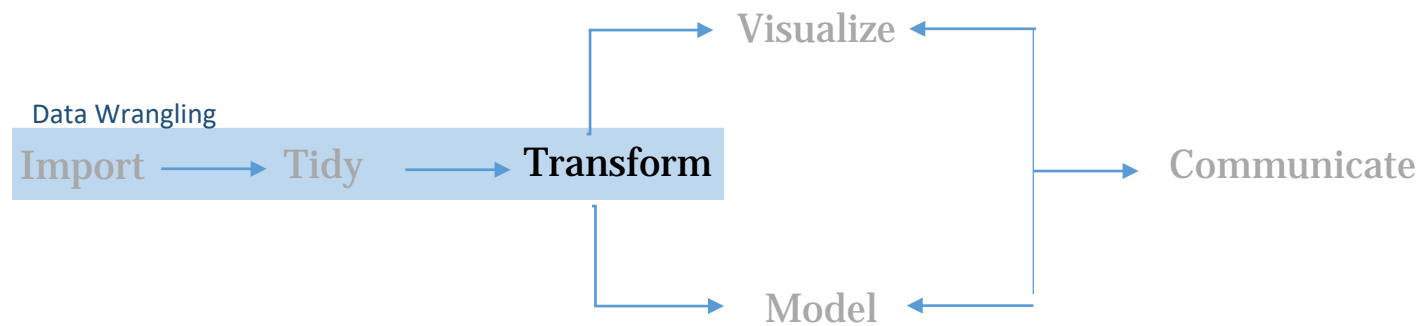 Visualize
Data Wrangling
Import Tidy Transform
Communicate
Model